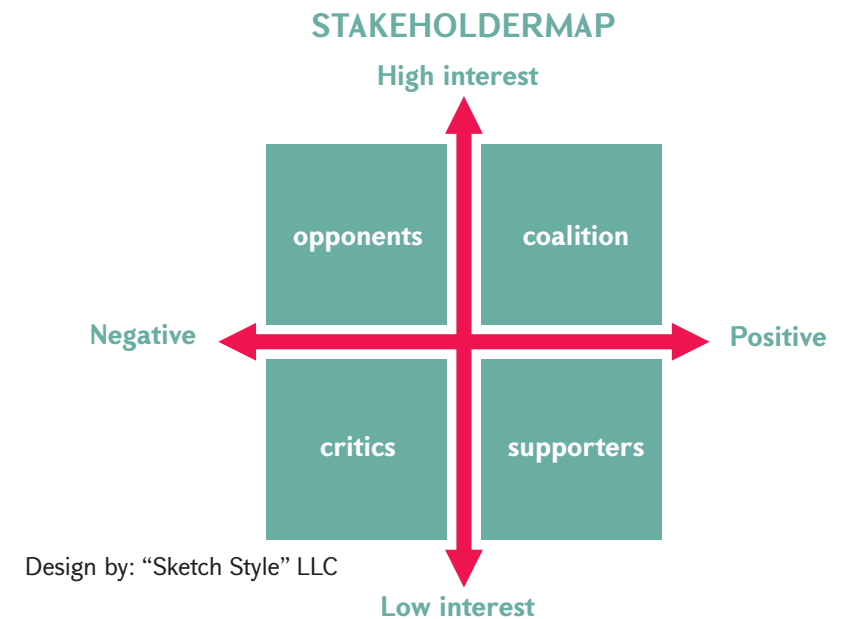 STAKEHOLDERMAP
High interest
opponents
coalition
Negative
Positive
critics
supporters
Design by: “Sketch Style” LLC
Low interest